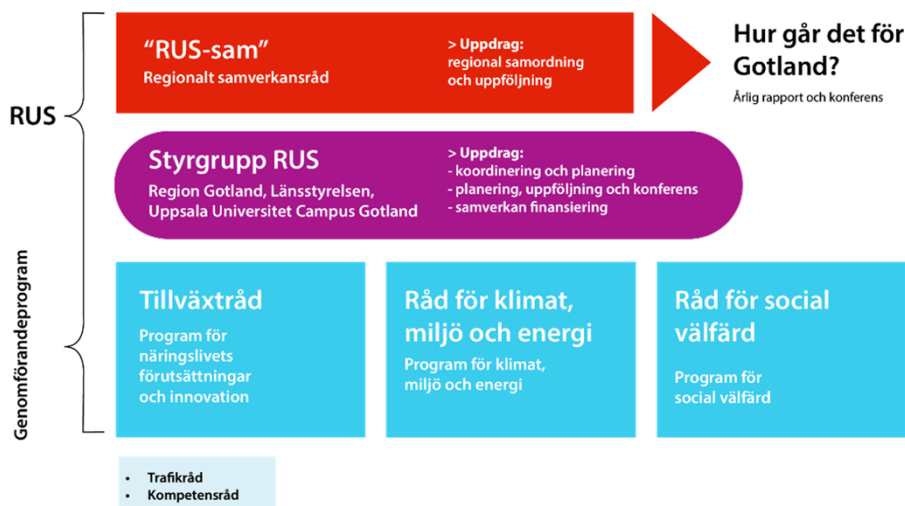 RUS
Genomförandeprogram
“RUS-sam”
Regionalt samverkansråd
> Uppdrag:
regional samordning
och uppföljning
Hur går det för
Gotland?
Årlig rapport och konferens
Styrgrupp RUS
Region Gotland, Länsstyrelsen,
Uppsala Universitet Campus Gotland
> Uppdrag:
- koordinering och planering
- planering, uppföljning och konferens
- samverkan finansiering
Tillväxtråd
Program för
näringslivets
förutsättningar
och innovation
Råd för klimat,
miljö och energi
Program för klimat,
miljö och energi
Råd för social
välfärd
Program för
social välfärd
• Trafikråd
• Kompetensråd